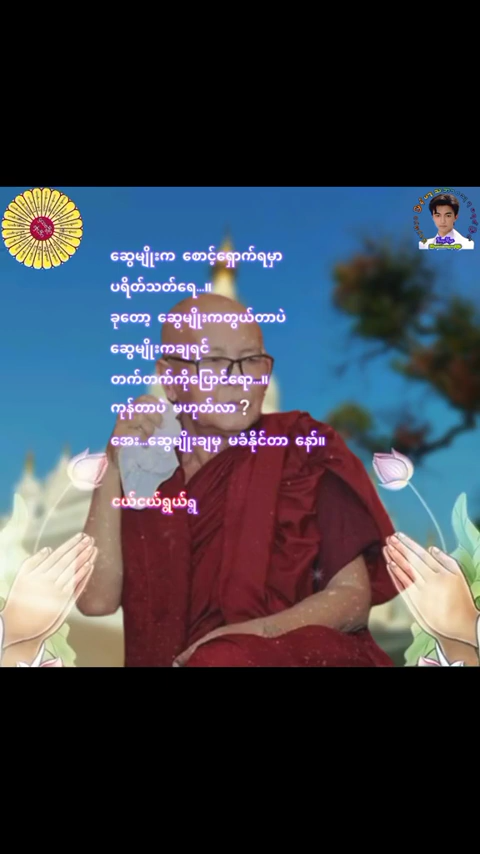 ဆွေမျိုးက စောင့်ရှောက်ရမှာ
ပရိတ်သတ်ရေ...။
ခုတော့ ဆွေမျိုးကတွယ်တာပဲ
ဆွေမျိုးကချရင်
တက်တက်ကိုပြောင်ရော...။
ကုန်တာပဲ မဟုတ်လား ?
အေး...ဆွေမျိုးချမှ မခံနိုင်တာ နော်။
ငယ်ငယ်ရွယ်ရွ